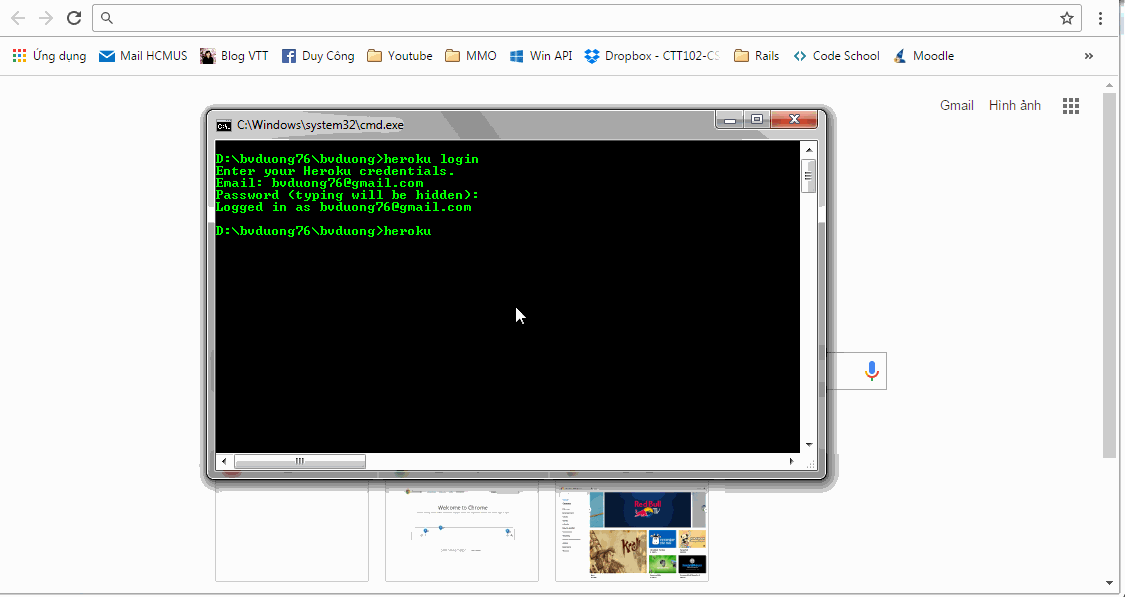 Ứng dụng Mail HCMUS Blog VTT Duy Công Youtube MMO Win API Dropbox - CTT102-CS Rails Code School Moodle »
Gmail Hình ảnh
C:\Windows\system32\cmd.exe
D:\bvduong76\bvduong>heroku login
Enter your Heroku credentials.
Email: bvduong76@gmail.com
Password (typing will be hidden):
Logged in as bvduong76@gmail.com
D:\bvduong76\bvduong>heroku
Welcome to Chrome
RedBull